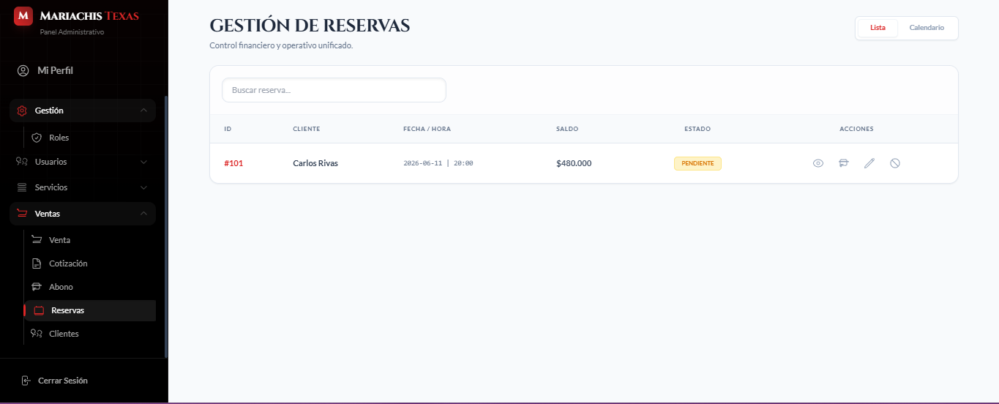 M MARIACHIS TEXAS
Panel Administrativo
Mi Perfil
Gestión
Roles
Usuarios
Servicios
Ventas
Venta
Cotización
Abono
Reservas
Clientes
Cerrar Sesión
GESTIÓN DE RESERVAS
Control financiero y operativo unificado.
Lista Calendario
Buscar reserva...
ID CLIENTE FECHA / HORA SALDO ESTADO ACCIONES
#101 Carlos Rivas 2026-06-11 | 20:00 $480.000 PENDIENTE